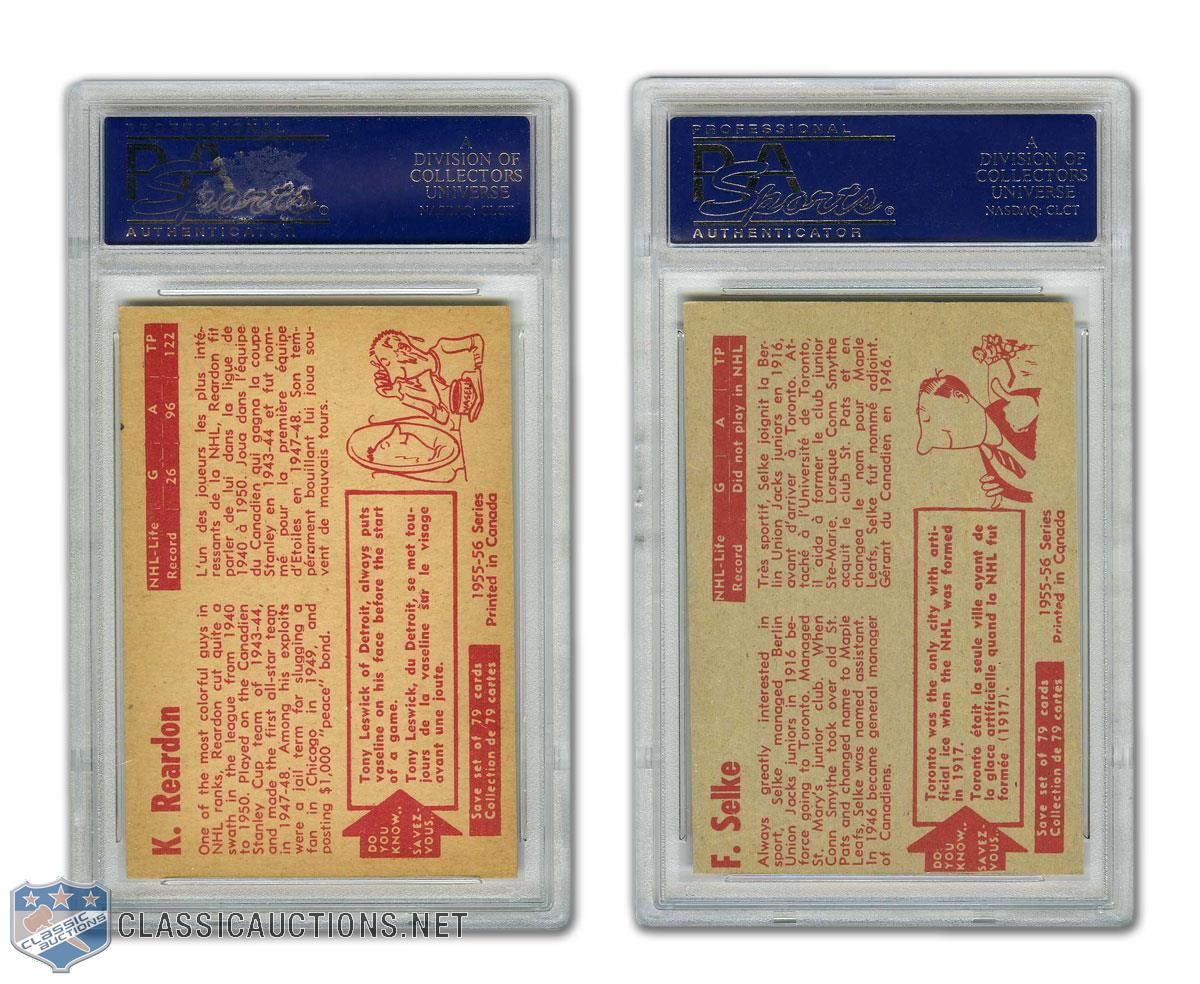 PROFESSIONAL
PSA
Sports®
AUTHENTICATOR
A
DIVISION OF
COLLECTORS
UNIVERSE
NASDAQ: CLCT
K. Reardon
One of the most colorful guys in
NHL ranks, Reardon cut quite a
swath in the league from 1940
to 1950. Played on the Canadien
Stanley Cup team of 1943-44,
and made the first all-star team
in 1947-48. Among his exploits
were a jail term for slugging a
fan in Chicago, in 1949, and
posting $1,000 "peace" bond.
NHL-Life G A TP
Record 26 96 122
L'un des joueurs les plus inté-
ressants de la NHL, Reardon fit
parler de lui dans la ligue de
1940 à 1950. Joua dans l'équipe
du Canadien qui gagna la coupe
Stanley en 1943-44 et fut nom-
mé pour la première équipe
d'Etoiles en 1947-48. Son tem-
pérament bouillant lui joua sou-
vent de mauvais tours.
DO
YOU
KNOW...
SAVEZ-
VOUS...
Tony Leswick of Detroit, always puts
vaseline on his face before the start
of a game.
Tony Leswick, du Detroit, se met tou-
jours de la vaseline sur le visage
avant une joute.
VASELINE
Save set of 79 cards
Collection de 79 cartes
1955-56 Series
Printed in Canada
PROFESSIONAL
PSA
Sports®
AUTHENTICATOR
A
DIVISION OF
COLLECTORS
UNIVERSE
NASDAQ: CLCT
F. Selke
Always greatly interested in
sport, Selke managed Berlin
Union Jacks juniors in 1916 be-
fore going to Toronto. Managed
St. Mary's junior club. When
Conn Smythe took over old St.
Pats and changed name to Maple
Leafs, Selke was named assistant.
In 1946 became general manager
of Canadiens.
NHL-Life G A TP
Record Did not play in NHL
Très sportif, Selke joignit la Ber-
lin Union Jacks juniors en 1916,
avant d'arriver à Toronto. At-
taché à l'Université de Toronto,
il aida à former le club junior
Ste-Marie. Lorsque Conn Smythe
acquit le club St. Pats et en
changea le nom pour Maple
Leafs, Selke fut nommé adjoint.
Gérant du Canadien en 1946.
DO
YOU
KNOW...
SAVEZ-
VOUS...
Toronto was the only city with arti-
ficial ice when the NHL was formed
in 1917.
Toronto était la seule ville ayant de
la glace artificielle quand la NHL fut
formée (1917).
Save set of 79 cards
Collection de 79 cartes
1955-56 Series
Printed in Canada
CLASSIC
AUCTIONS
CLASSICAUCTIONS.NET